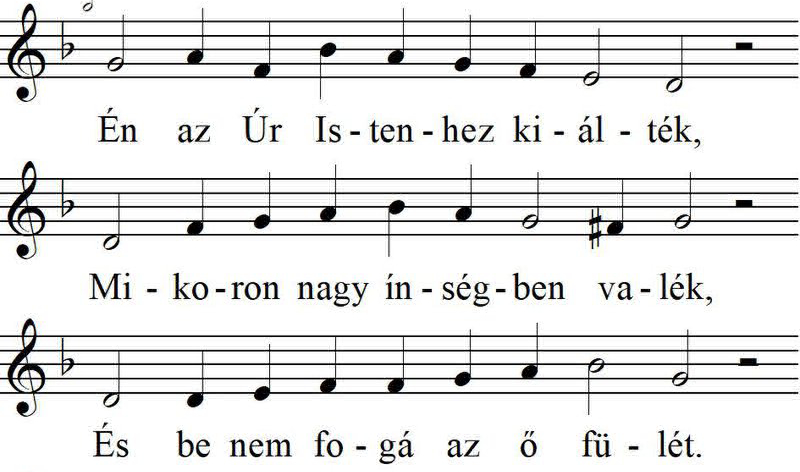 Én az Úr Is - ten - hez ki - ál - ték,
Mi - ko - ron nagy ín - ség - ben va - lék,
És be nem fo - gá az ő fü - lét.